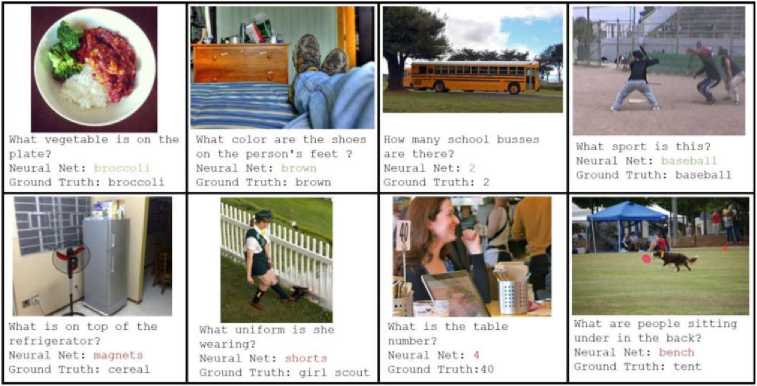 What vegetable is on the
plate?
Neural Net: broccoli
Ground Truth: broccoli
What color are the shoes
on the person's feet ?
Neural Net: brown
Ground Truth: brown
How many school busses
are there?
Neural Net: 2
Ground Truth: 2
What sport is this?
Neural Net: baseball
Ground Truth: baseball
What is on top of the
refrigerator?
Neural Net: magnets
Ground Truth: cereal
What uniform is she
wearing?
Neural Net: shorts
Ground Truth: girl scout
40
What is the table
number?
Neural Net: 4
Ground Truth:40
What are people sitting
under in the back?
Neural Net: bench
Ground Truth: tent